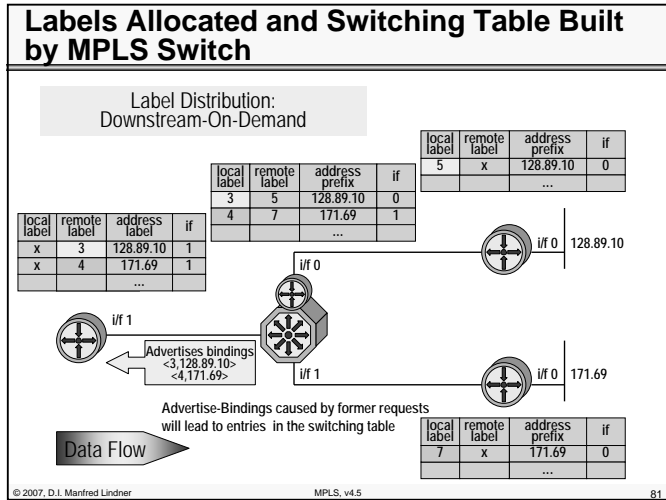 Labels Allocated and Switching Table Built
by MPLS Switch
Label Distribution:
Downstream-On-Demand
local label remote label address prefix if
5 x 128.89.10 0
...
local label remote label address prefix if
3 5 128.89.10 0
4 7 171.69 1
...
local label remote label address label if
x 3 128.89.10 1
x 4 171.69 1
...
i/f 0
i/f 0 128.89.10
i/f 1
Advertises bindings
<3,128.89.10>
<4,171.69>
i/f 1
i/f 0 171.69
Advertise-Bindings caused by former requests
will lead to entries in the switching table
Data Flow
local label remote label address prefix if
7 x 171.69 0
...
© 2007, D.I. Manfred Lindner MPLS, v4.5 81